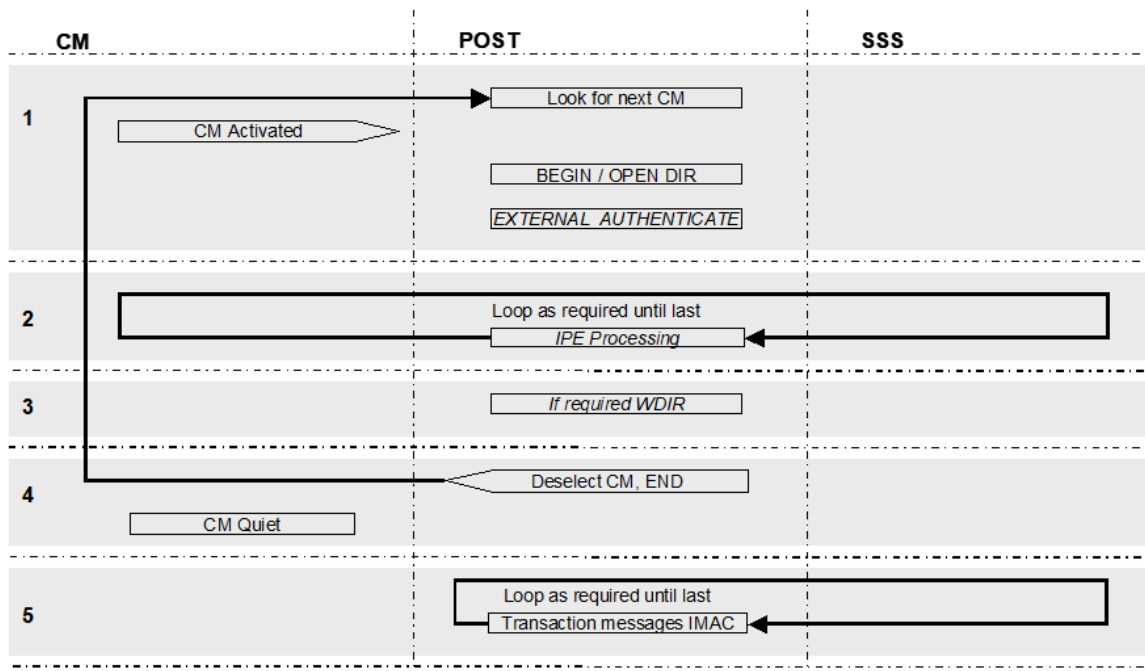 CM POST SSS
1
Look for next CM
CM Activated
BEGIN / OPEN DIR
EXTERNAL AUTHENTICATE
2
Loop as required until last
IPE Processing
3
If required WDIR
4
Deselect CM, END
CM Quiet
5
Loop as required until last
Transaction messages IMAC